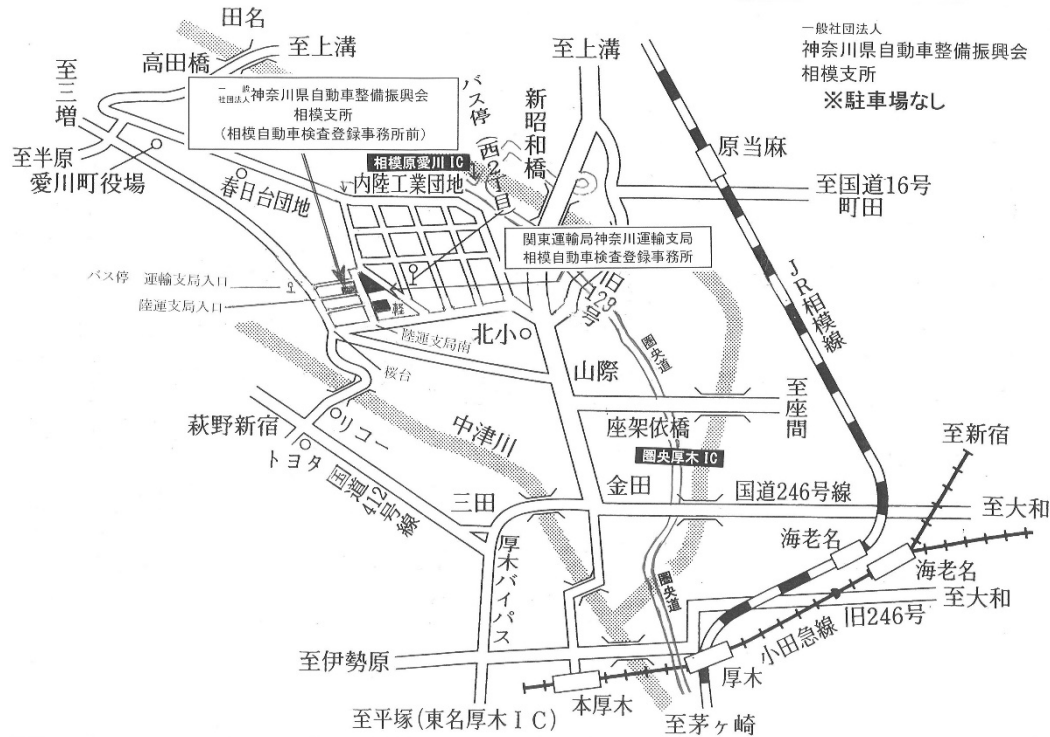 一般社団法人
神奈川県自動車整備振興会
相模支所
※駐車場なし
田名
高田橋
至上溝
至三増
一般社団法人神奈川県自動車整備振興会
相模支所
(相模自動車検査登録事務所前)
バス停(西2丁目)
新昭和橋
至上溝
原当麻
至半原
愛川町役場
相模原愛川 IC
春日台団地
内陸工業団地
至国道16号
町田
関東運輸局神奈川運輸支局
相模自動車検査登録事務所
JR相模線
バス停 運輸支局入口
陸運支局入口
軽
旧129号
陸運支局南
北小
圏央道
桜台
山際
至座間
リコー
萩野新宿
トヨタ
中津川
座架依橋
圏央厚木 IC
至新宿
国道412号線
三田
金田
国道246号線
至大和
厚木バイパス
海老名
海老名
圏央道
至大和
旧246号
小田急線
至伊勢原
厚木
本厚木
至平塚(東名厚木IC)
至茅ヶ崎